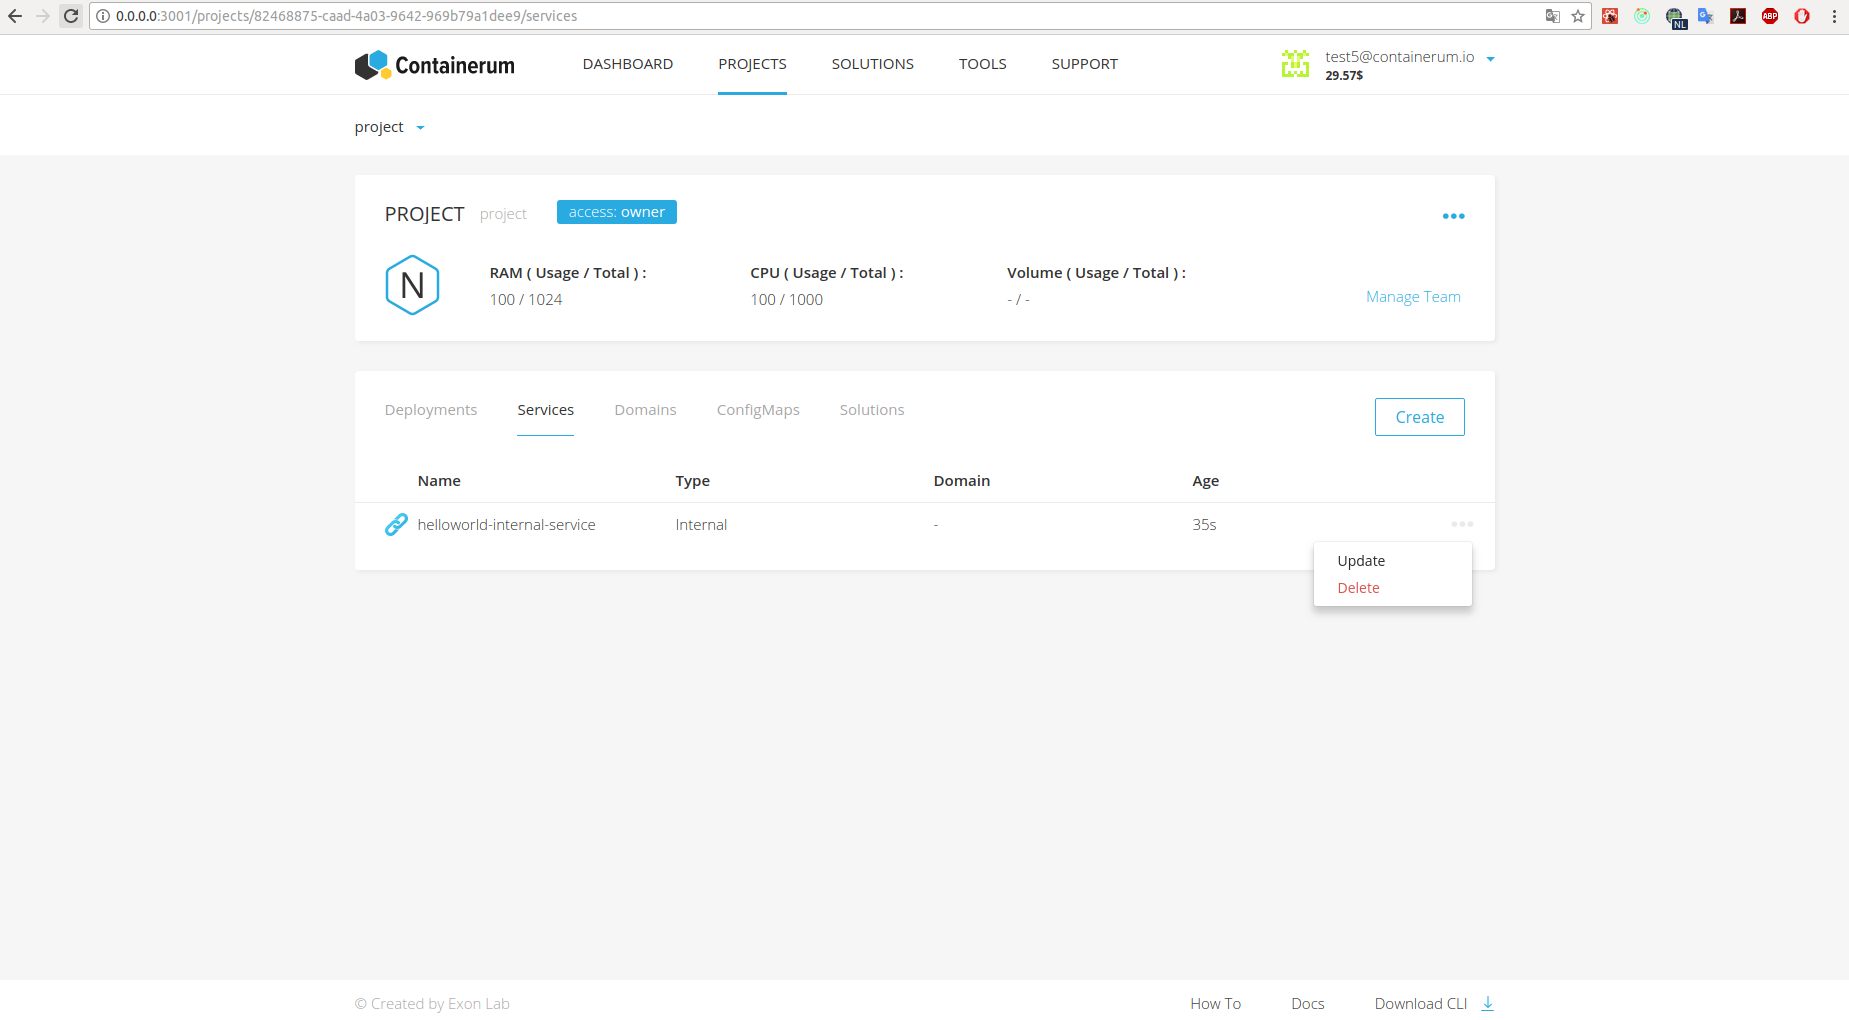 0.0.0.0:3001/projects/82468875-caad-4a03-9642-969b79a1dee9/services
NL
ABP
Containerum
DASHBOARD PROJECTS SOLUTIONS TOOLS SUPPORT
test5@containerum.io
29.57$
project
PROJECT project access: owner
N
RAM ( Usage / Total ) : CPU ( Usage / Total ) : Volume ( Usage / Total ) :
100 / 1024 100 / 1000 - / -
Manage Team
Deployments Services Domains ConfigMaps Solutions
Create
Name Type Domain Age
helloworld-internal-service Internal - 35s
Update
Delete
© Created by Exon Lab How To Docs Download CLI